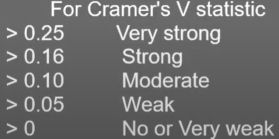 For Cramer's V statistic
> 0.25 Very strong
> 0.16 Strong
> 0.10 Moderate
> 0.05 Weak
> 0 No or Very weak